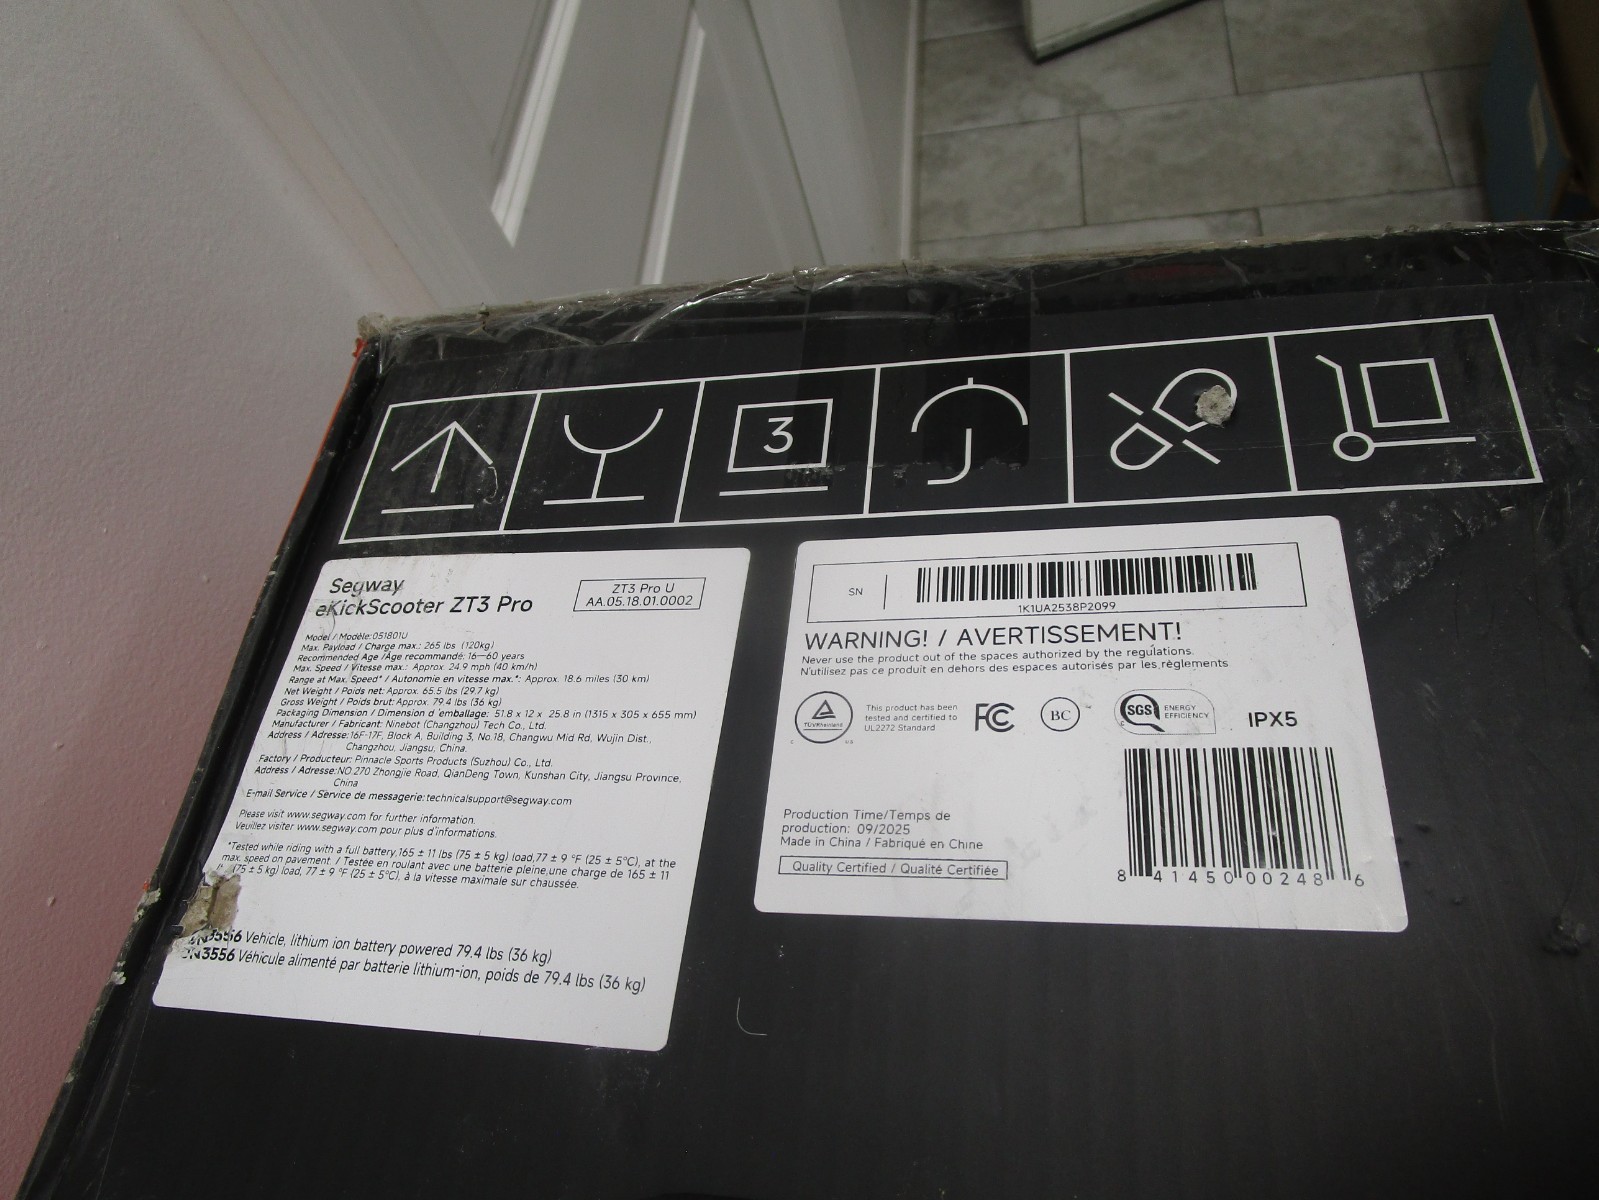 3
Segway
eKickScooter ZT3 Pro
ZT3 Pro U
AA.05.18.01.0002
Model / Modèle: 051801U
Max. Payload / Charge max.: 265 lbs (120kg)
Recommended Age /Âge recommandé: 16—60 years
Max. Speed / Vitesse max.: Approx. 24.9 mph (40 km/h)
Range at Max. Speed* / Autonomie en vitesse max.*: Approx. 18.6 miles (30 km)
Net Weight / Poids net: Approx. 65.5 lbs (29.7 kg)
Gross Weight / Poids brut: Approx. 79.4 lbs (36 kg)
Packaging Dimension / Dimension d'emballage: 51.8 x 12 x 25.8 in (1315 x 305 x 655 mm)
Manufacturer / Fabricant: Ninebot (Changzhou) Tech Co., Ltd.
Address / Adresse: 16F-17F, Block A, Building 3, No.18, Changwu Mid Rd, Wujin Dist.,
Changzhou, Jiangsu, China.
Factory / Producteur: Pinnacle Sports Products (Suzhou) Co., Ltd.
Address / Adresse: NO.270 Zhongjie Road, QianDeng Town, Kunshan City, Jiangsu Province,
China
E-mail Service / Service de messagerie: technicalsupport@segway.com
Please visit www.segway.com for further information.
Veuillez visiter www.segway.com pour plus d'informations.
*Tested while riding with a full battery,165 ± 11 lbs (75 ± 5 kg) load,77 ± 9 °F (25 ± 5°C), at the
max. speed on pavement. / Testée en roulant avec une batterie pleine,une charge de 165 ± 11
(75 ± 5 kg) load, 77 ± 9 °F (25 ± 5°C), à la vitesse maximale sur chaussée.
UN3556 Vehicle, lithium ion battery powered 79.4 lbs (36 kg)
UN3556 Véhicule alimenté par batterie lithium-ion, poids de 79.4 lbs (36 kg)
SN
1K1UA2538P2099
WARNING! / AVERTISSEMENT!
Never use the product out of the spaces authorized by the regulations.
N'utilisez pas ce produit en dehors des espaces autorisés par les règlements
TÜVRheinland
C US
This product has been
tested and certified to
UL2272 Standard
FC
BC
SGS ENERGY
EFFICIENCY
IPX5
Production Time/Temps de
production: 09/2025
Made in China / Fabriqué en Chine
Quality Certified / Qualité Certifiée
8 41450 00248 6